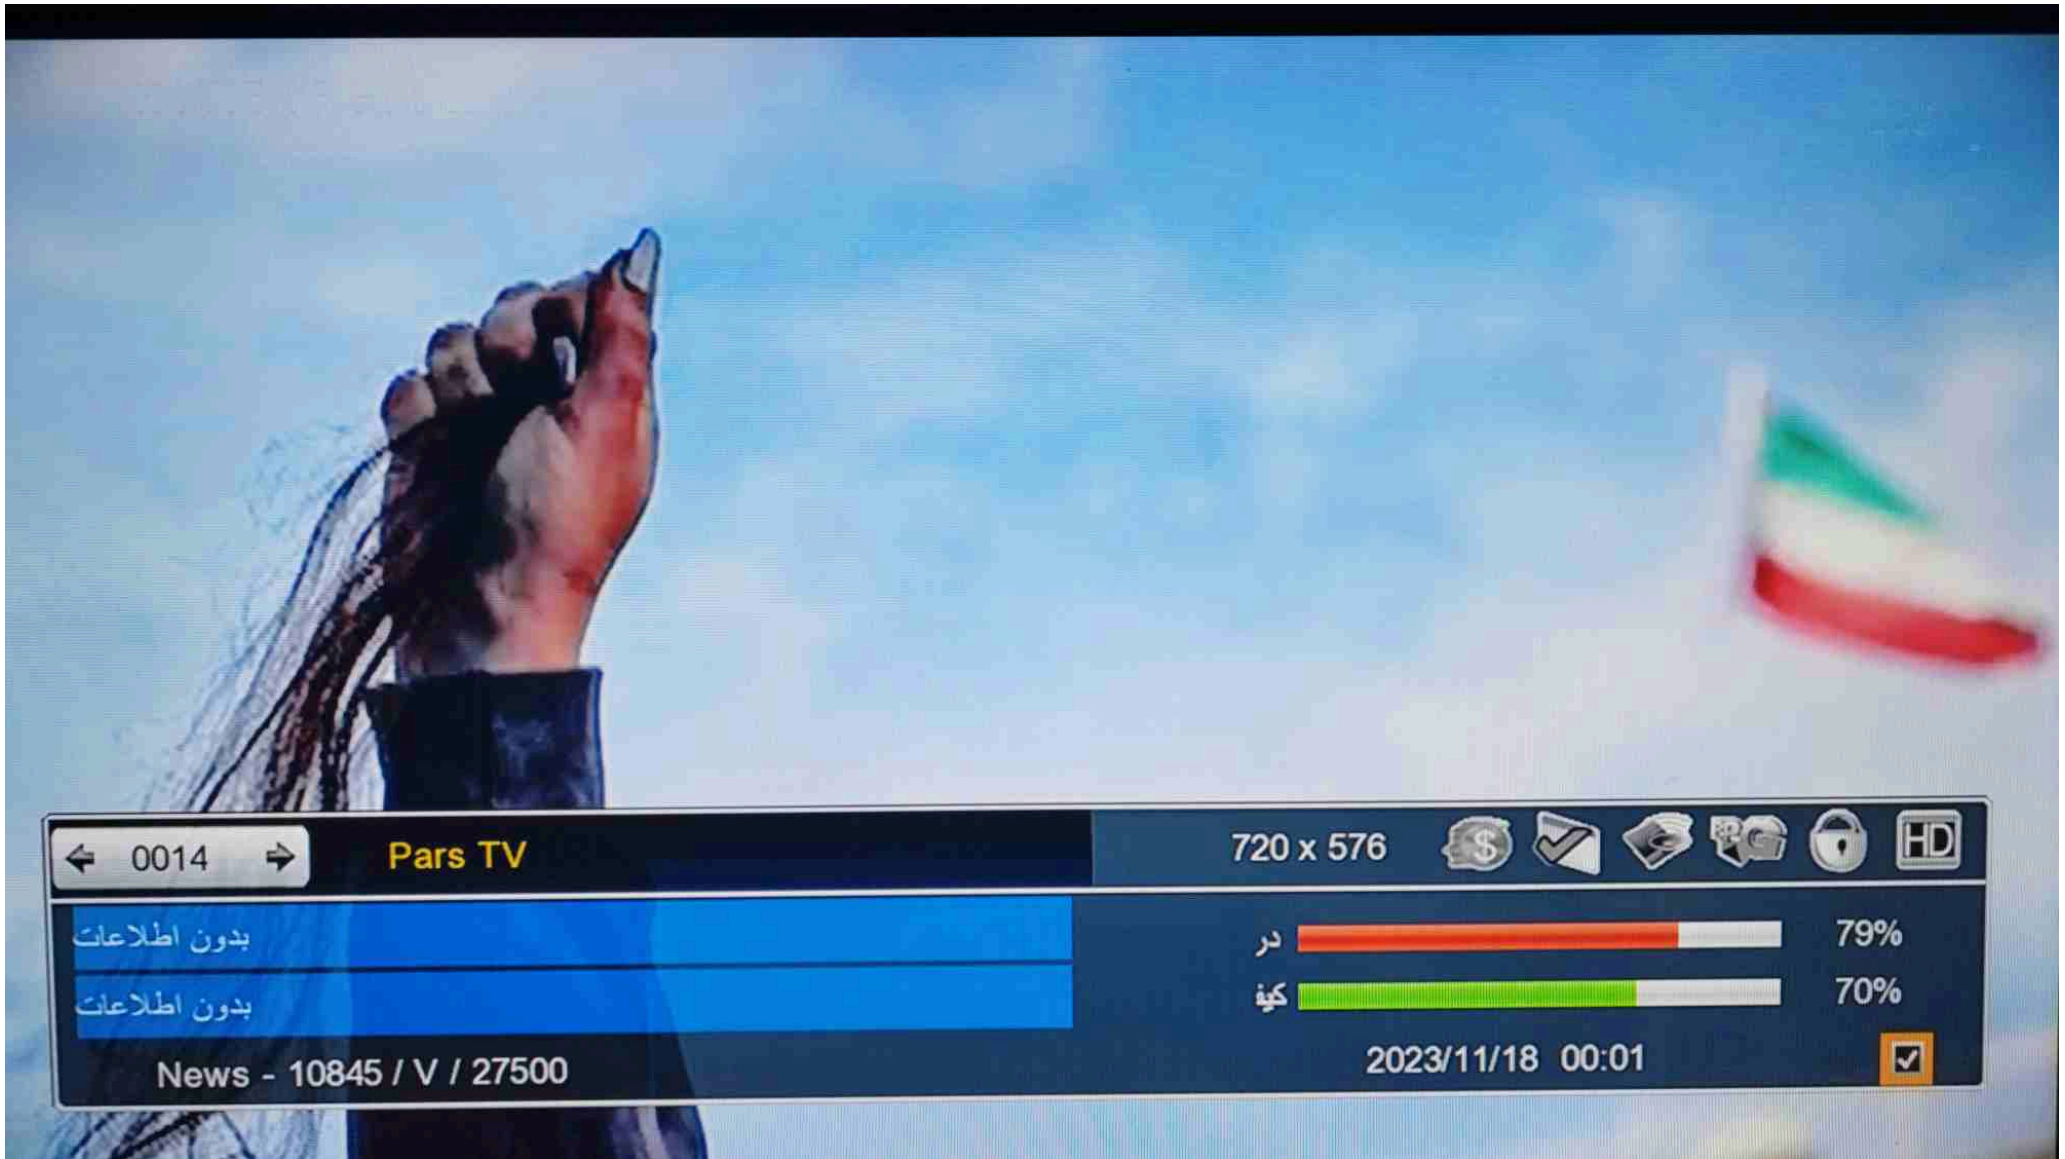 0014 Pars TV 720 x 576 $ HD
بدون اطلاعات
در 79%
بدون اطلاعات
کیف 70%
News - 10845 / V / 27500
2023/11/18 00:01